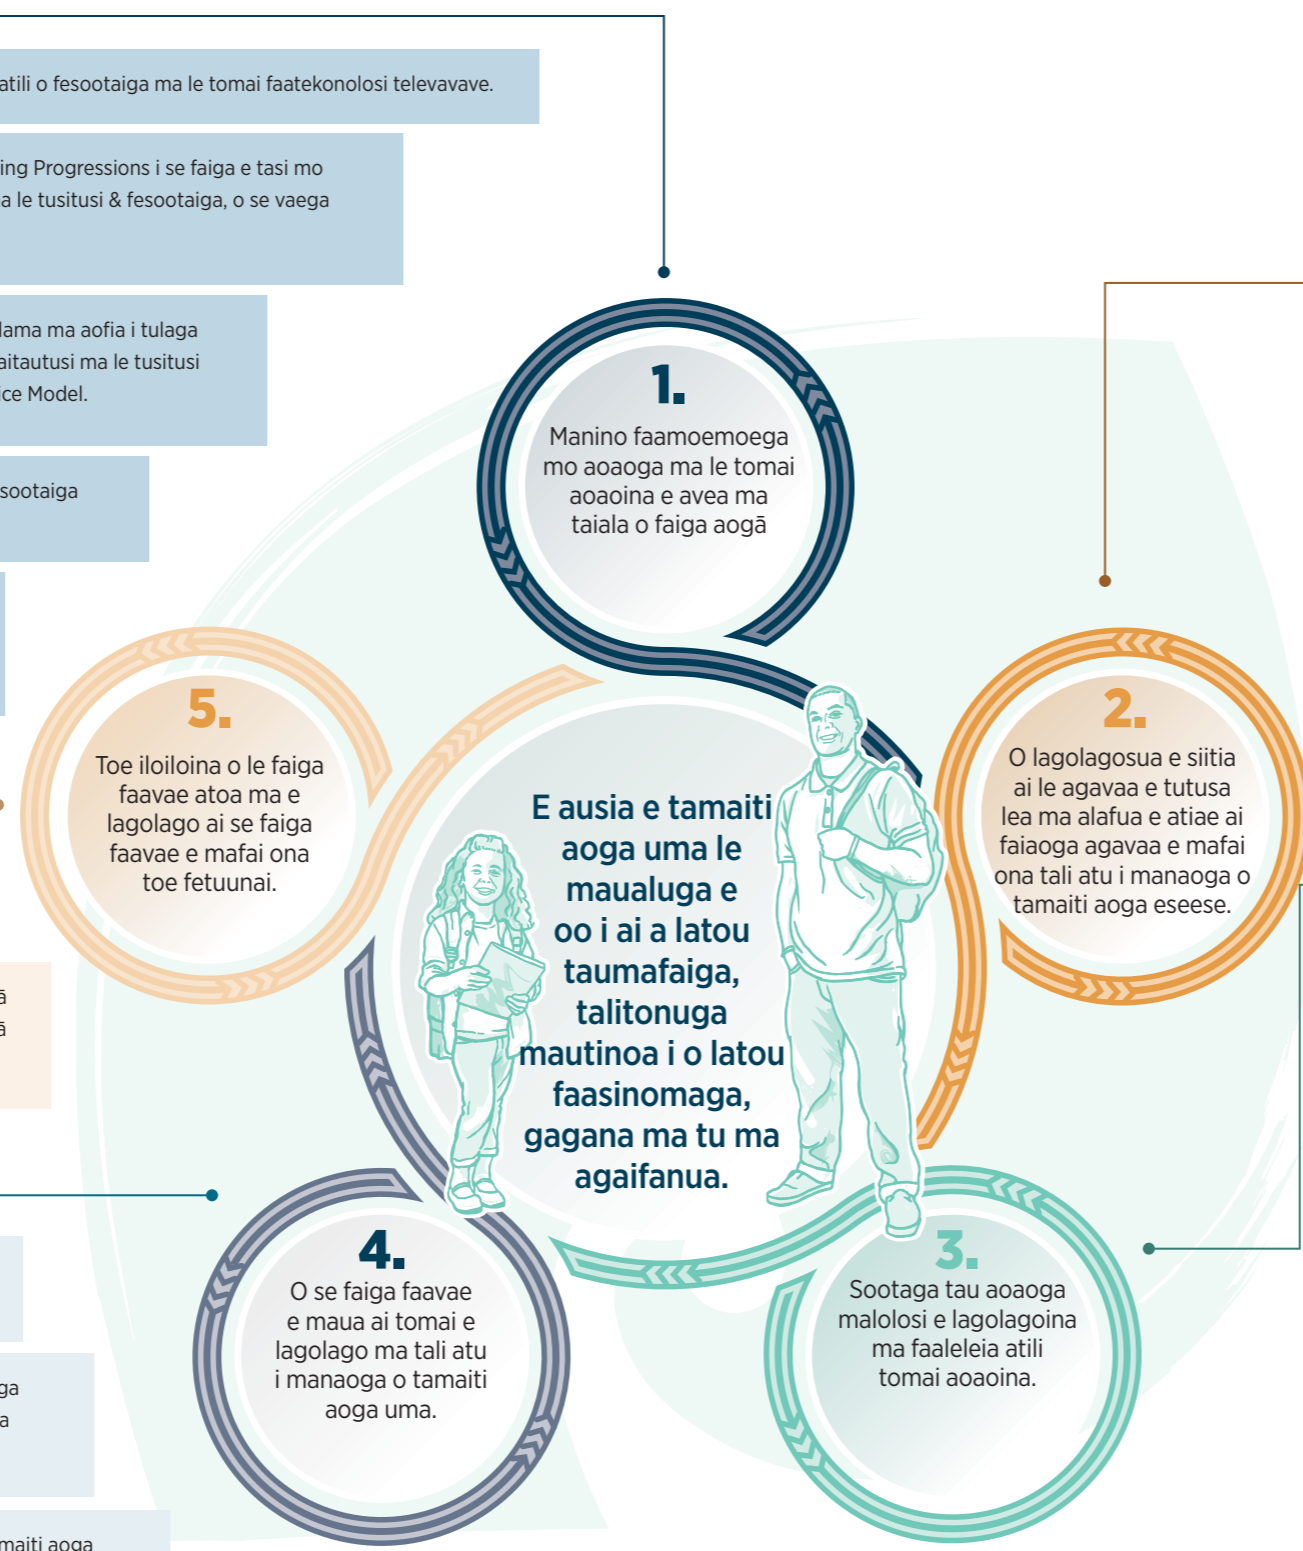 atili o fesootaiga ma le tomai faatekonolosi televavave.
ing Progressions i se faiga e tasi mo
a le tusitusi & fesootaiga, o se vaega
lama ma aofia i tulaga
aitautusi ma le tusitusi
ice Model.
sootaiga
1.
Manino faamoemoega
mo aoaoga ma le tomai
aoaoina e avea ma
taiala o faiga aogā
2.
O lagolagosua e siitia
ai le agavaa e tutusa
lea ma alafua e atiae ai
faiaoga agavaa e mafai
ona tali atu i manaoga o
tamaiti aoga eseese.
5.
Toe iloiloina o le faiga
faavae atoa ma e
lagolago ai se faiga
faavae e mafai ona
toe fetuunai.
E ausia e tamaiti
aoga uma le
maualuga e
oo i ai a latou
taumafaiga,
talitonuga
mautinoa i o latou
faasinomaga,
gagana ma tu ma
agaifanua.
ā
ā
4.
O se faiga faavae
e maua ai tomai e
lagolago ma tali atu
i manaoga o tamaiti
aoga uma.
3.
Sootaga tau aoaoga
malolosi e lagolagoina
ma faaleleia atili
tomai aoaoina.
ga
a
maiti aoga